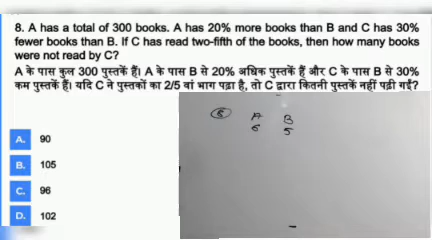 8. A has a total of 300 books. A has 20% more books than B and C has 30%
fewer books than B. If C has read two-fifth of the books, then how many books
were not read by C?
A के पास कुल 300 पुस्तकें हैं। A के पास B से 20% अधिक पुस्तकें हैं और C के पास B से 30%
कम पुस्तकें हैं। यदि C ने पुस्तकों का 2/5 वां भाग पढ़ा है, तो C द्वारा कितनी पुस्तकें नहीं पढ़ी गईं?
A. 90
B. 105
C. 96
D. 102
8 A B
6 5